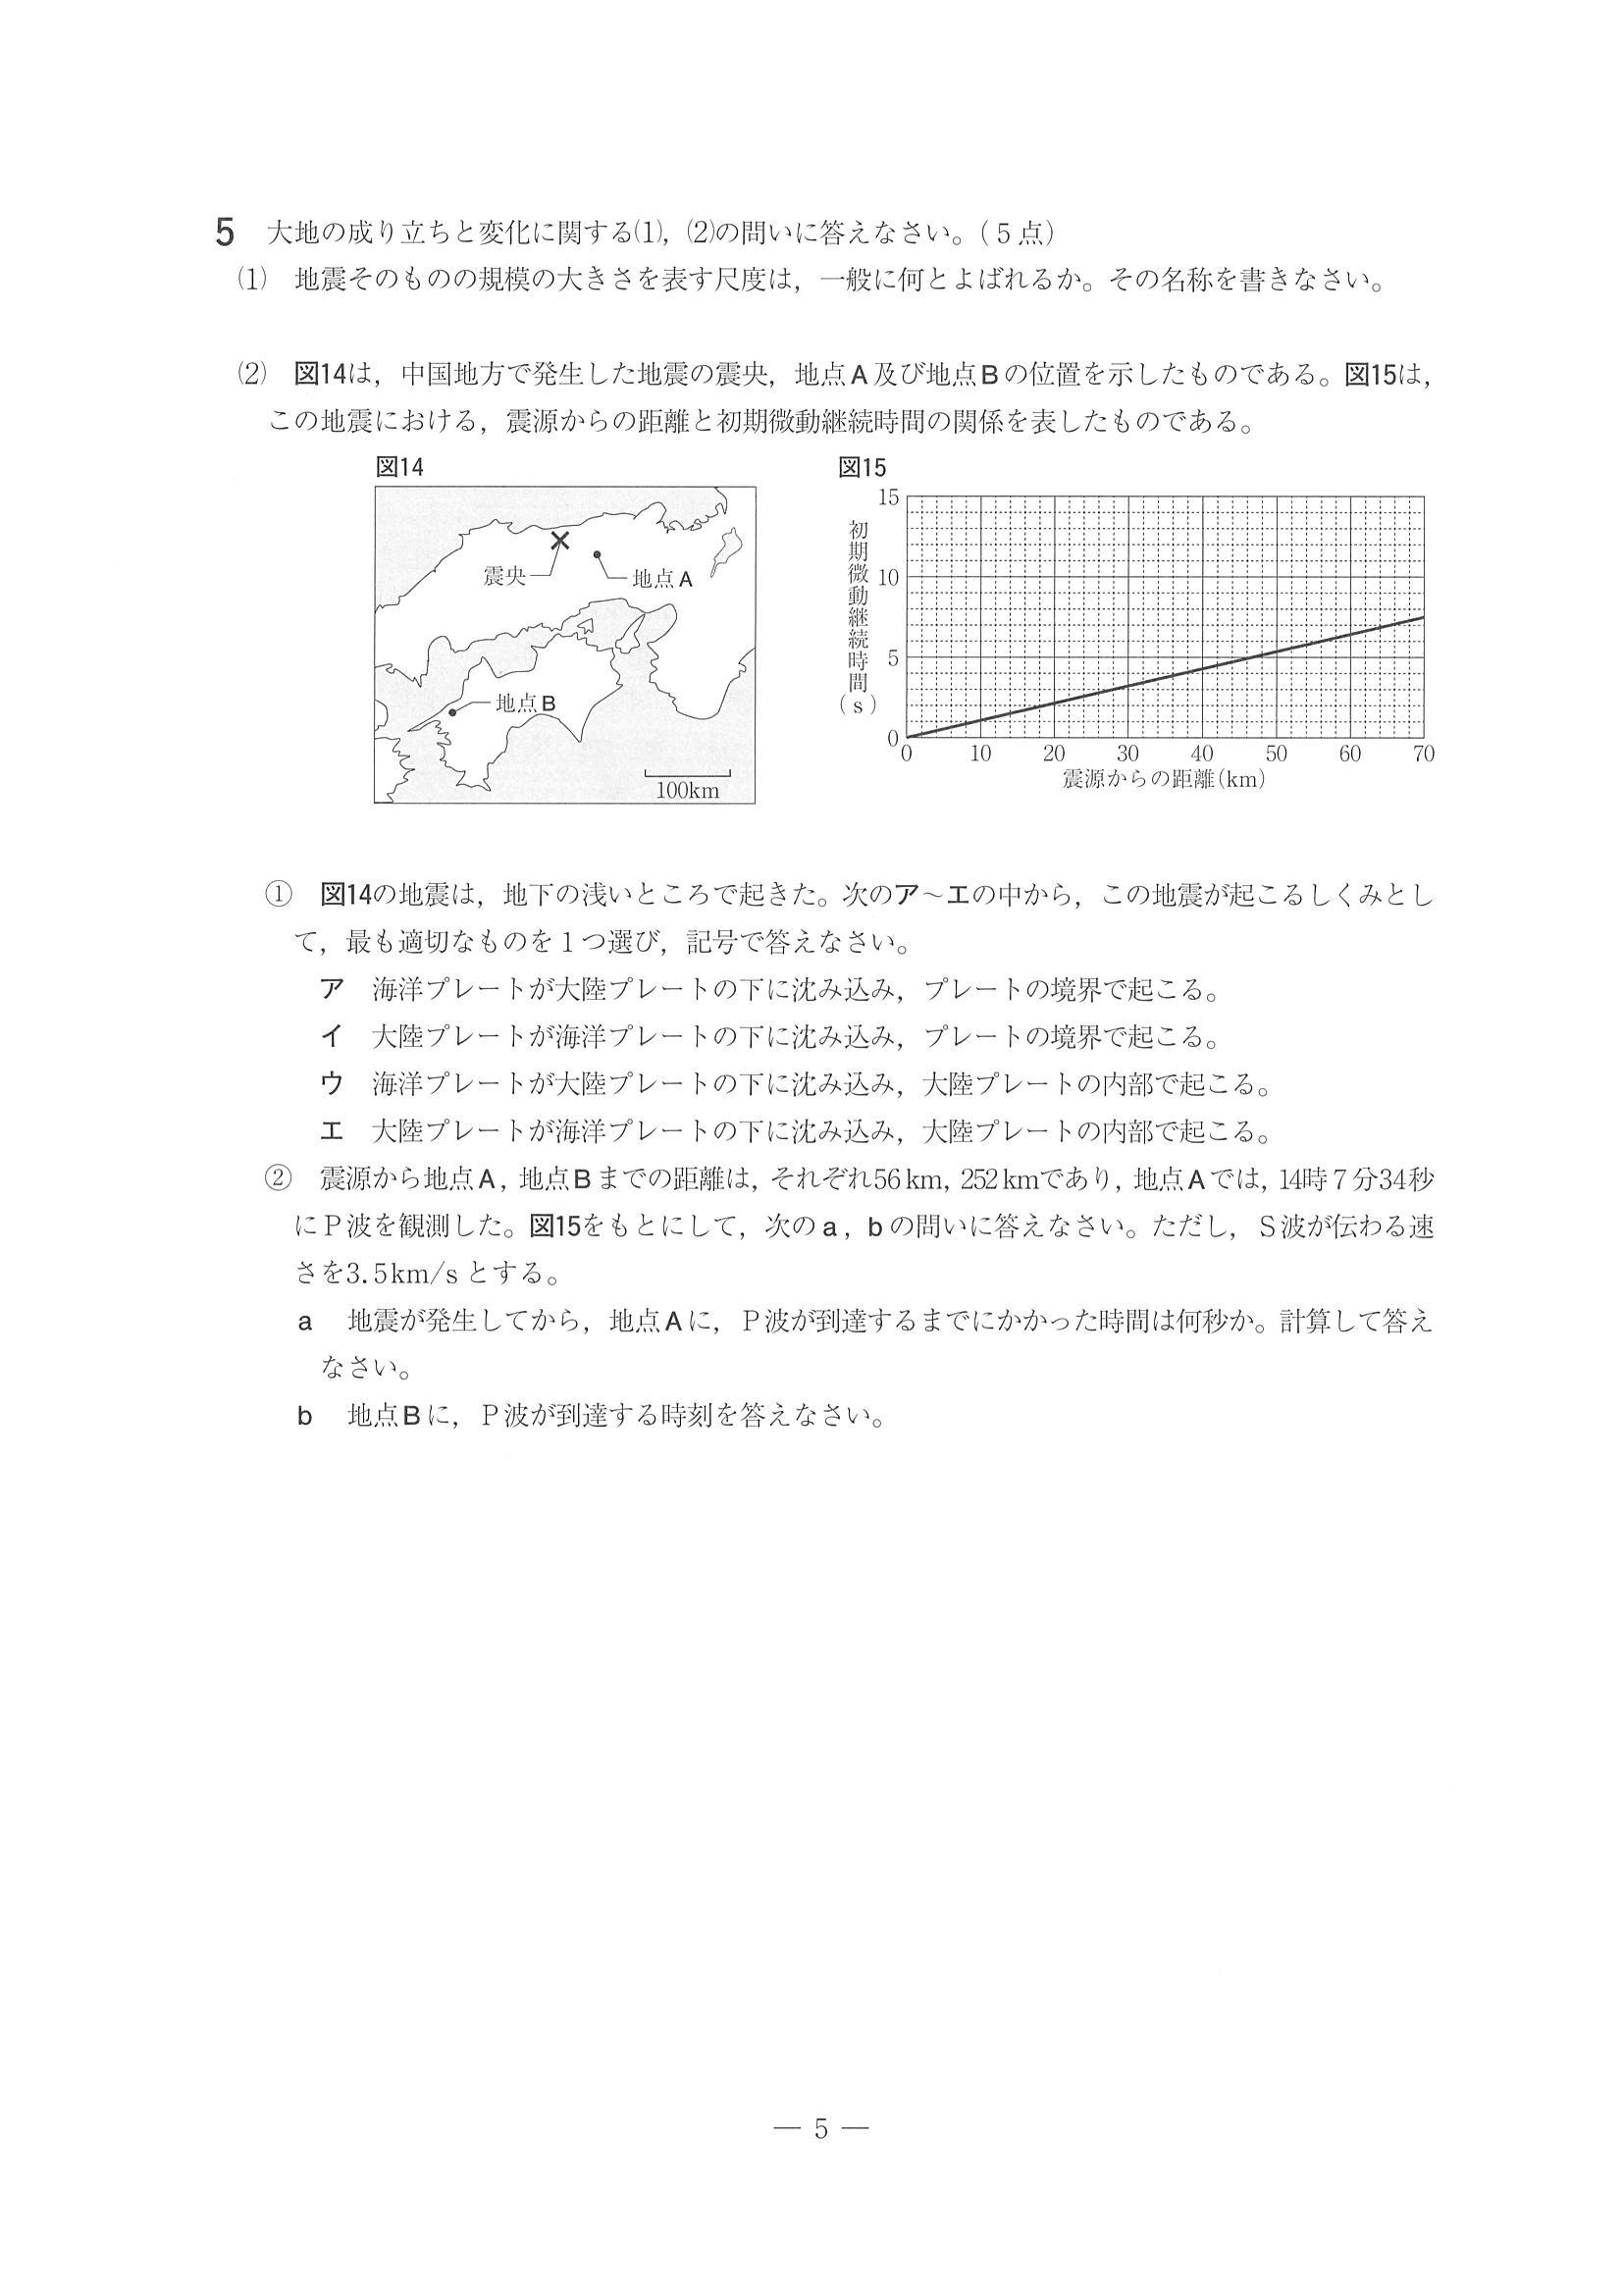 5　大地の成り立ちと変化に関する⑴，⑵の問いに答えなさい。（５点）
⑴　地震そのものの規模の大きさを表す尺度は，一般に何とよばれるか。その名称を書きなさい。
⑵　図14は，中国地方で発生した地震の震央，地点A及び地点Bの位置を示したものである。図15は，
この地震における，震源からの距離と初期微動継続時間の関係を表したものである。
図14
震央
地点A
地点B
100km
図15
初期微動継続時間（s）
15
10
5
0
0 10 20 30 40 50 60 70
震源からの距離(km)
①　図14の地震は，地下の浅いところで起きた。次のア～エの中から，この地震が起こるしくみとし
て，最も適切なものを１つ選び，記号で答えなさい。
ア　海洋プレートが大陸プレートの下に沈み込み，プレートの境界で起こる。
イ　大陸プレートが海洋プレートの下に沈み込み，プレートの境界で起こる。
ウ　海洋プレートが大陸プレートの下に沈み込み，大陸プレートの内部で起こる。
エ　大陸プレートが海洋プレートの下に沈み込み，大陸プレートの内部で起こる。
②　震源から地点A，地点Bまでの距離は，それぞれ56km，252kmであり，地点Aでは，14時７分34秒
にＰ波を観測した。図15をもとにして，次のa，bの問いに答えなさい。ただし，Ｓ波が伝わる速
さを3.5km/sとする。
a　地震が発生してから，地点Aに，Ｐ波が到達するまでにかかった時間は何秒か。計算して答え
なさい。
b　地点Bに，Ｐ波が到達する時刻を答えなさい。
— 5 —